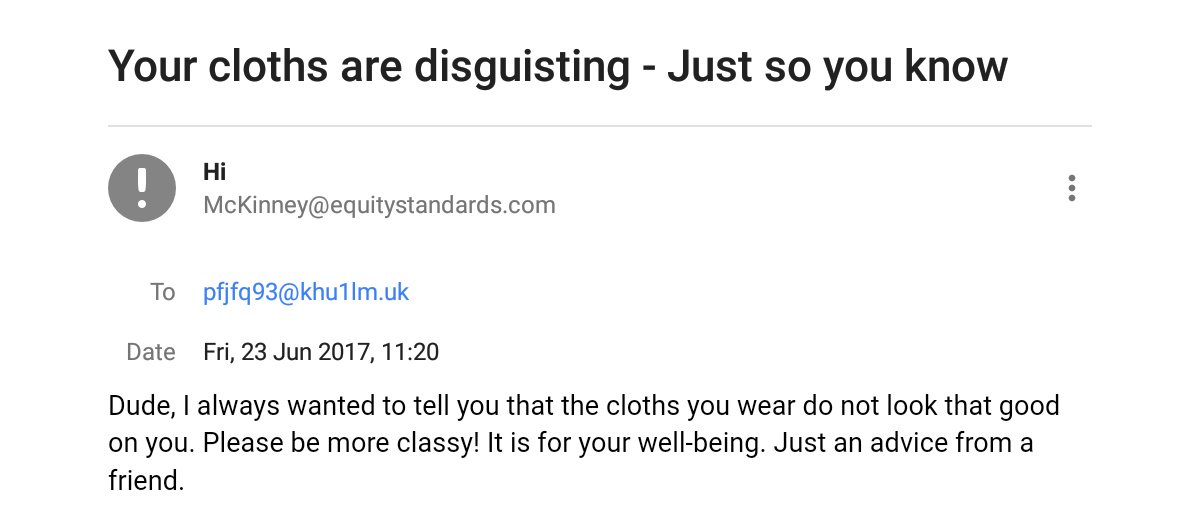 Your cloths are disguisting - Just so you know
Hi
McKinney@equitystandards.com
To pfjfq93@khu1lm.uk
Date Fri, 23 Jun 2017, 11:20
Dude, I always wanted to tell you that the cloths you wear do not look that good
on you. Please be more classy! It is for your well-being. Just an advice from a
friend.